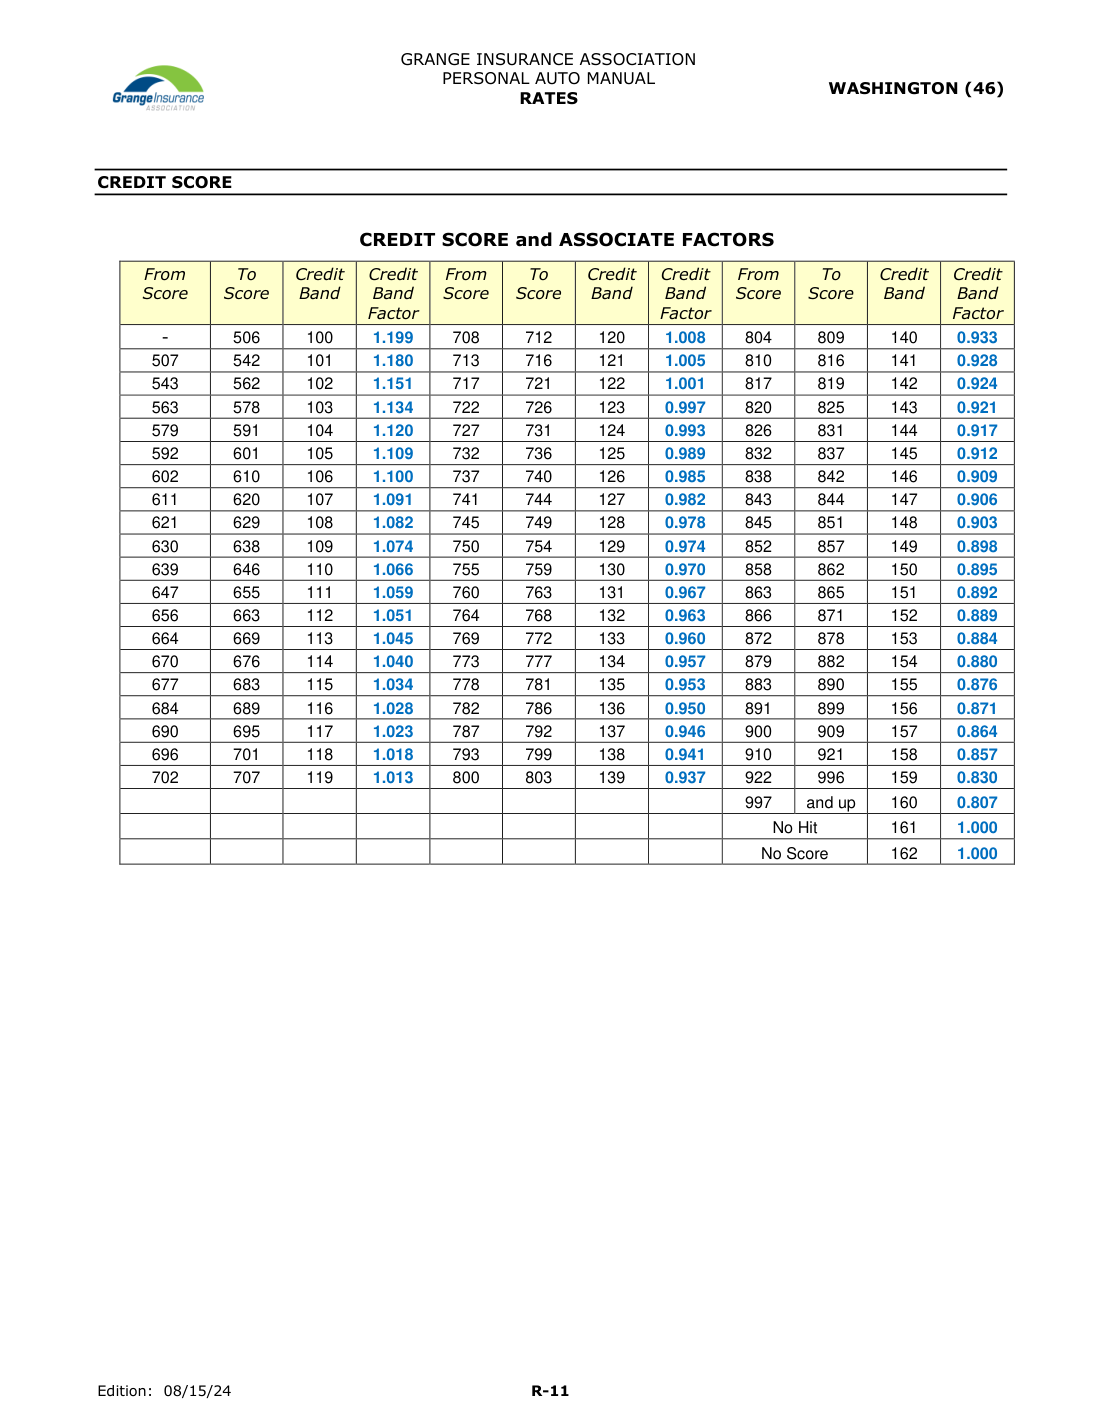 GRANGE INSURANCE ASSOCIATION
PERSONAL AUTO MANUAL
RATES
WASHINGTON (46)
GrangeInsurance
ASSOCIATION
CREDIT SCORE
CREDIT SCORE and ASSOCIATE FACTORS
From Score To Score Credit Band Credit Band Factor From Score To Score Credit Band Credit Band Factor From Score To Score Credit Band Credit Band Factor
- 506 100 1.199 708 712 120 1.008 804 809 140 0.933
507 542 101 1.180 713 716 121 1.005 810 816 141 0.928
543 562 102 1.151 717 721 122 1.001 817 819 142 0.924
563 578 103 1.134 722 726 123 0.997 820 825 143 0.921
579 591 104 1.120 727 731 124 0.993 826 831 144 0.917
592 601 105 1.109 732 736 125 0.989 832 837 145 0.912
602 610 106 1.100 737 740 126 0.985 838 842 146 0.909
611 620 107 1.091 741 744 127 0.982 843 844 147 0.906
621 629 108 1.082 745 749 128 0.978 845 851 148 0.903
630 638 109 1.074 750 754 129 0.974 852 857 149 0.898
639 646 110 1.066 755 759 130 0.970 858 862 150 0.895
647 655 111 1.059 760 763 131 0.967 863 865 151 0.892
656 663 112 1.051 764 768 132 0.963 866 871 152 0.889
664 669 113 1.045 769 772 133 0.960 872 878 153 0.884
670 676 114 1.040 773 777 134 0.957 879 882 154 0.880
677 683 115 1.034 778 781 135 0.953 883 890 155 0.876
684 689 116 1.028 782 786 136 0.950 891 899 156 0.871
690 695 117 1.023 787 792 137 0.946 900 909 157 0.864
696 701 118 1.018 793 799 138 0.941 910 921 158 0.857
702 707 119 1.013 800 803 139 0.937 922 996 159 0.830
997 and up 160 0.807
No Hit 161 1.000
No Score 162 1.000
Edition: 08/15/24
R-11